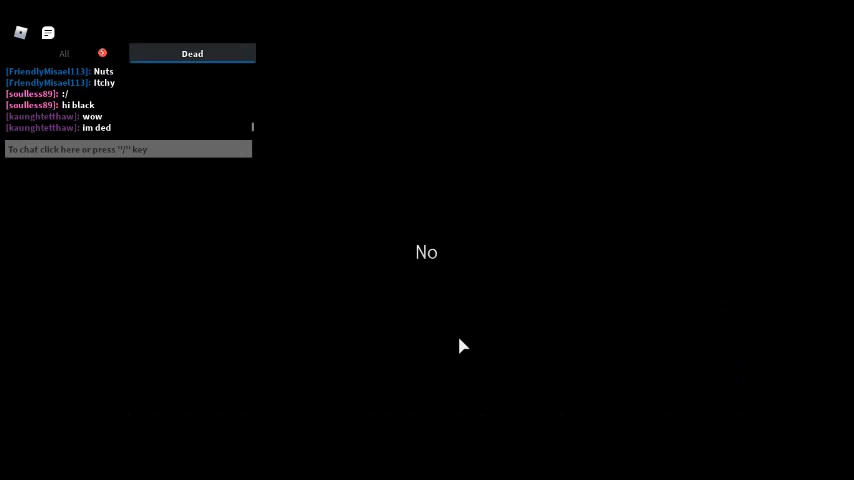 All
Dead
[FriendlyMisael113]: Nuts
[FriendlyMisael113]: Itchy
[soulless89]: :/
[soulless89]: hi black
[kaunghtetthaw]: wow
[kaunghtetthaw]: im ded
To chat click here or press "/" key
No